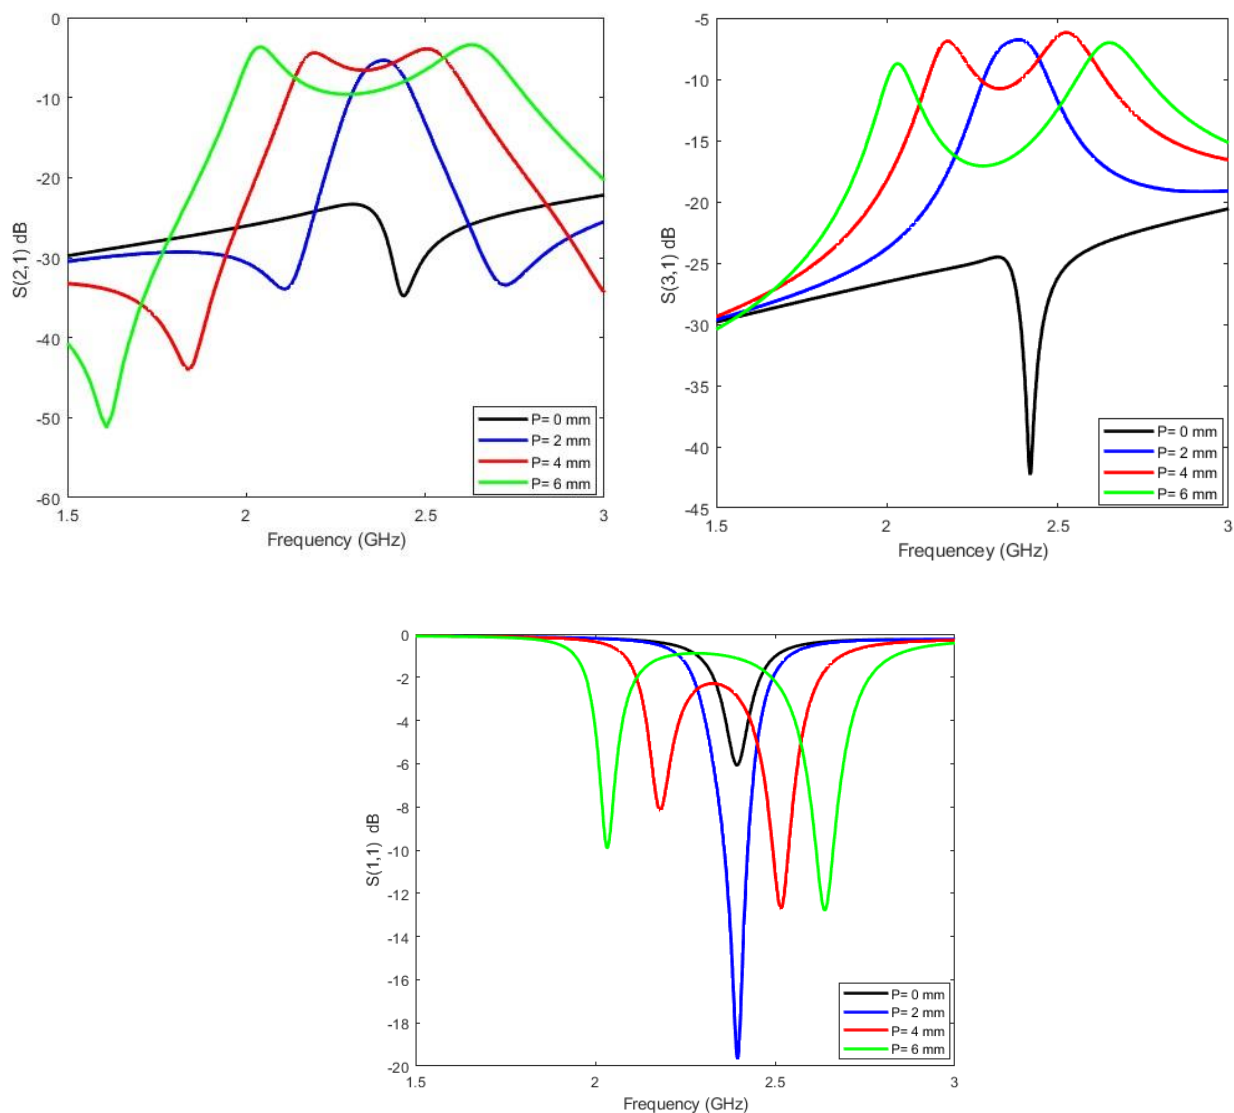 0
-10
-20
-30
-40
-50
-60
S(2,1) dB
1.5
2
2.5
3
Frequency (GHz)
P= 0 mm
P= 2 mm
P= 4 mm
P= 6 mm
-5
-10
-15
-20
-25
-30
-35
-40
-45
S(3,1) dB
1.5
2
2.5
3
Frequencey (GHz)
P= 0 mm
P= 2 mm
P= 4 mm
P= 6 mm
0
-2
-4
-6
-8
-10
-12
-14
-16
-18
-20
S(1,1) dB
1.5
2
2.5
3
Frequency (GHz)
P= 0 mm
P= 2 mm
P= 4 mm
P= 6 mm